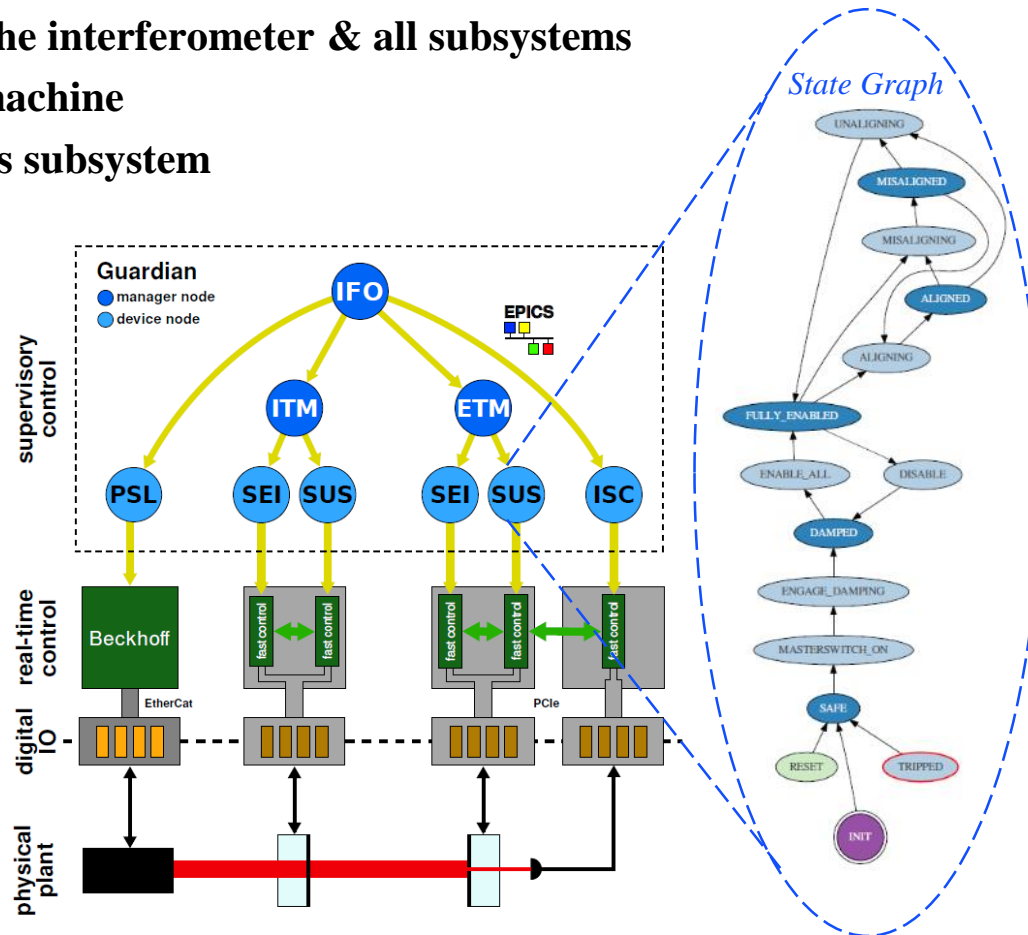 he interferometer & all subsystems
achine
s subsystem
State Graph
UNALIGNING
MISALIGNED
MISALIGNING
ALIGNED
ALIGNING
FULLY_ENABLED
ENABLE_ALL
DISABLE
DAMPED
ENGAGE_DAMPING
MASTERSWITCH_ON
SAFE
RESET
TRIPPED
INIT
supervisory
control
Guardian
manager node
device node
EPICS
IFO
ITM
ETM
PSL
SEI
SUS
SEI
SUS
ISC
real-time
control
Beckhoff
fast control
fast control
fast control
fast control
fast control
EtherCat
PCIe
digital
IO
physical
plant